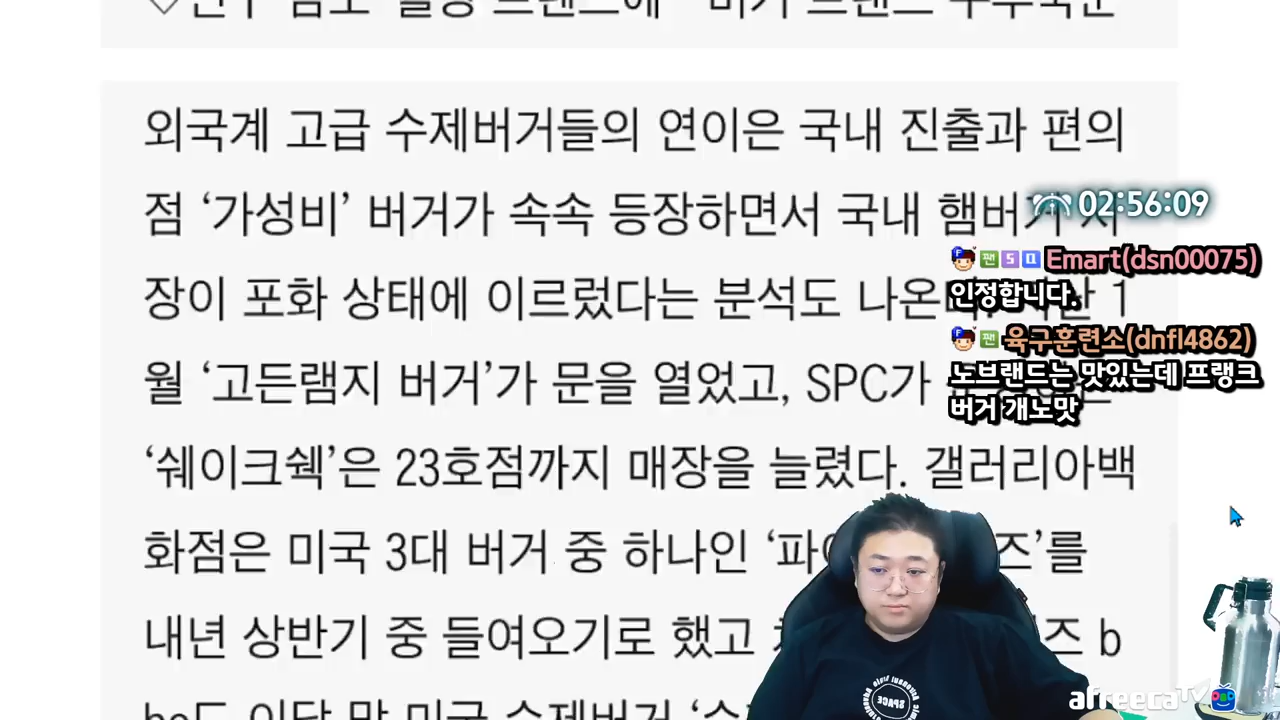 외국계 고급 수제버거들의 연이은 국내 진출과 편의
점 ‘가성비’ 버거가 속속 등장하면서 국내 햄버거
장이 포화 상태에 이르렀다는 분석도
월 ‘고든램지 버거’가 문을 열었고, SPC가
‘쉐이크쉑’은 23호점까지 매장을 늘렸다. 갤러리아백
화점은 미국 3대 버거 중 하나인
내년 상반기 중 들여오기로 했고
02:56:09
Emart(dsn00075)
인정합니다.
육구훈련소(dnfl4862)
노브랜드는 맛있는데 프랭크
버거 개노맛
SPACE
afreecaTV